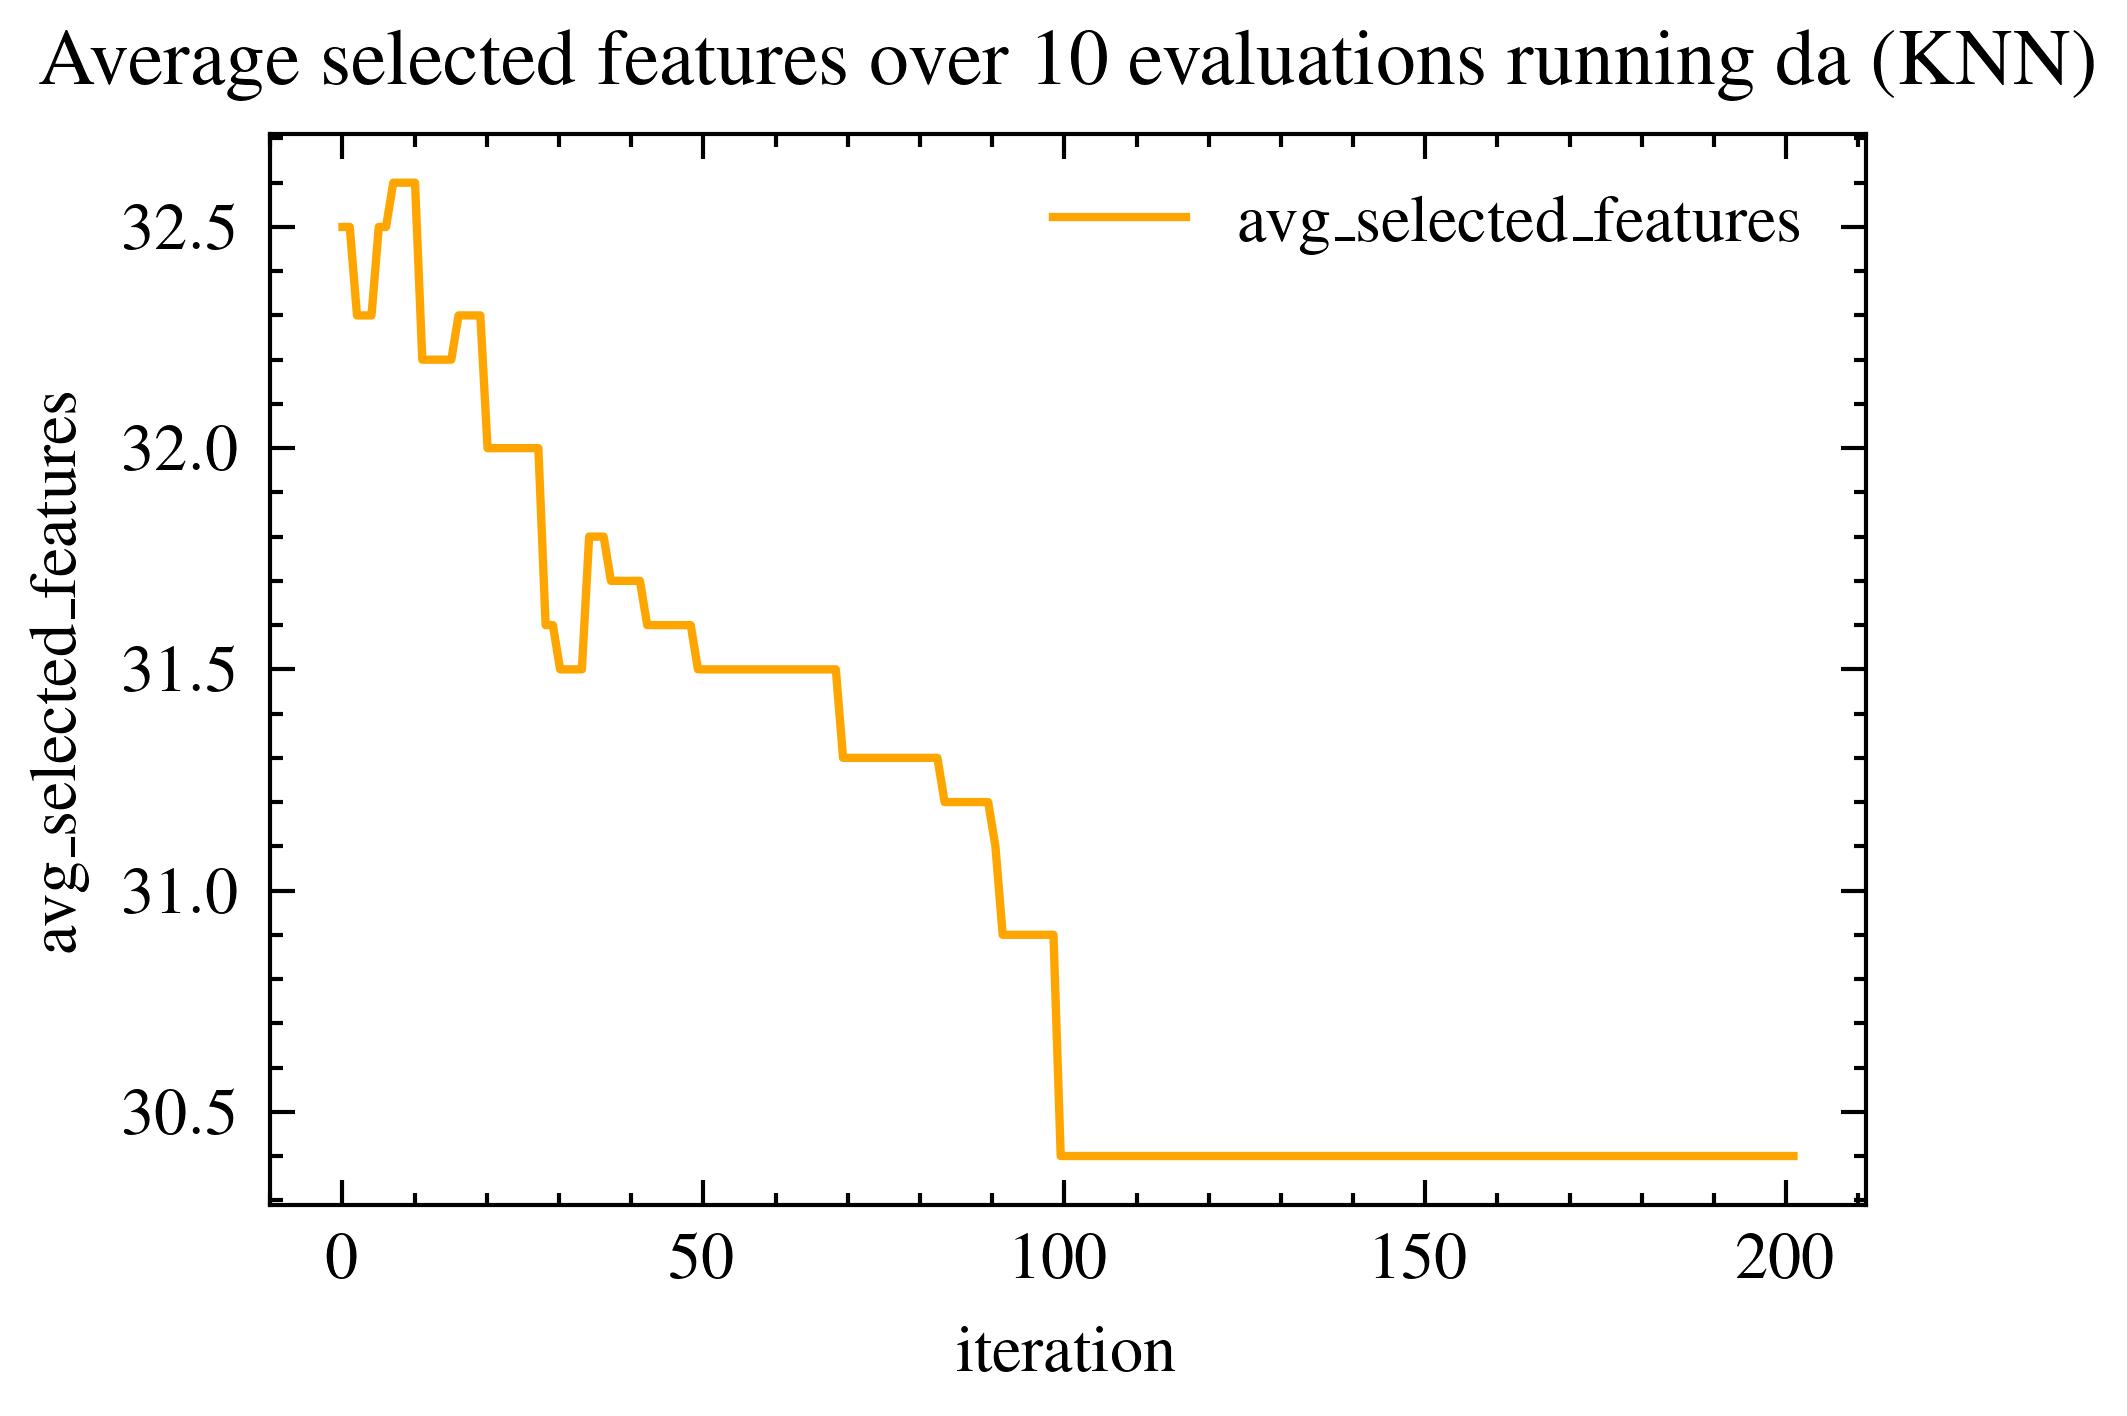 Average selected features over 10 evaluations running da (KNN)
avg_selected_features
avg_selected_features
32.5
32.0
31.5
31.0
30.5
0 50 100 150 200
iteration